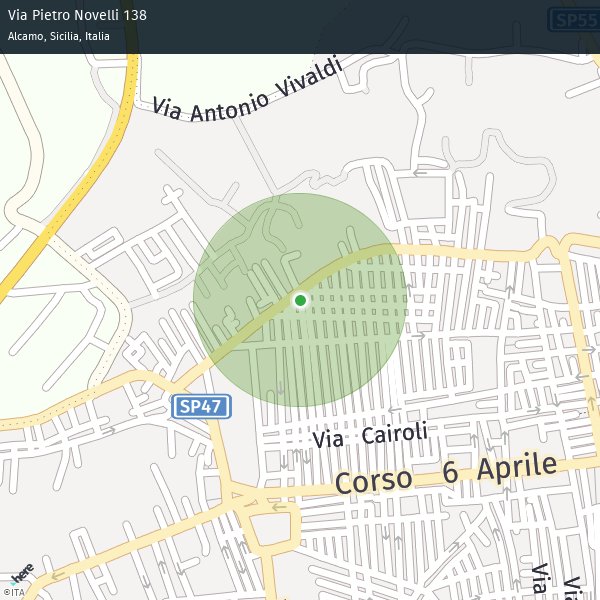 Via Pietro Novelli 138
Alcamo, Sicilia, Italia
SP55
Via Antonio Vivaldi
SP47
Via Cairoli
Corso 6 Aprile
Via
Via
here
©ITA